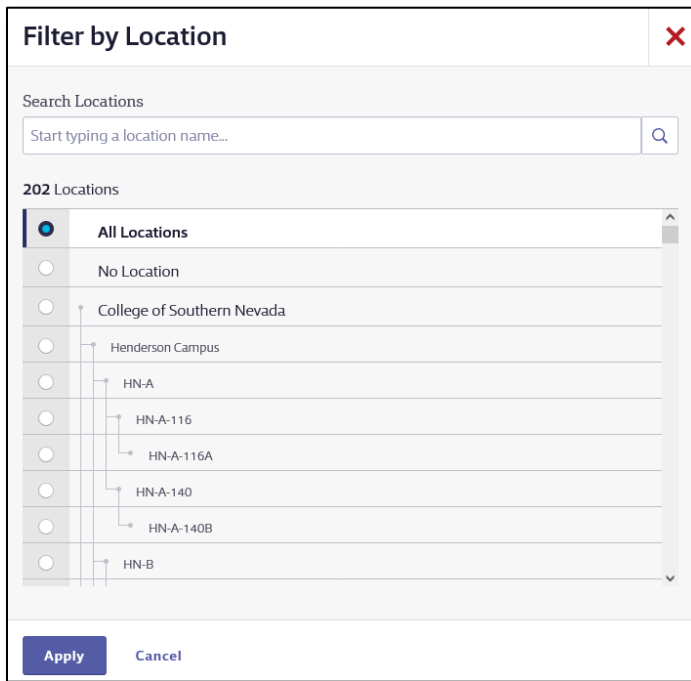 Filter by Location
Search Locations
Start typing a location name...
202 Locations
All Locations
No Location
College of Southern Nevada
Henderson Campus
HN-A
HN-A-116
HN-A-116A
HN-A-140
HN-A-140B
HN-B
Apply Cancel